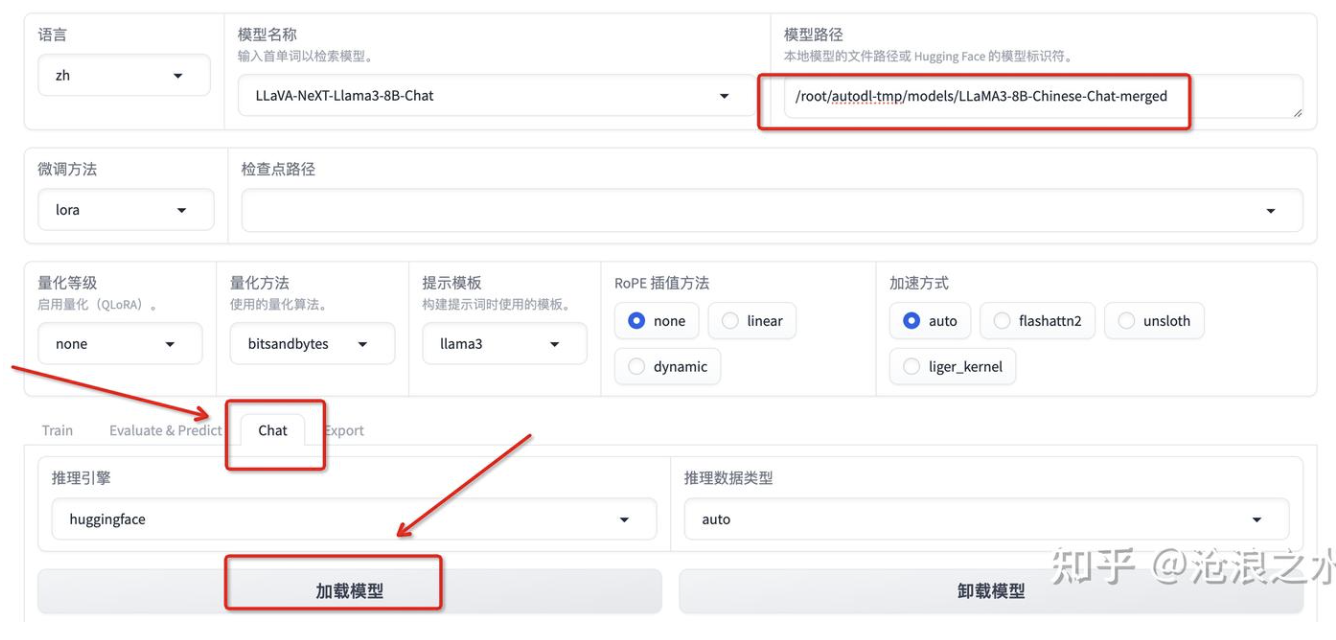 语言
zh
模型名称
输入首单词以检索模型。
LLaVA-NeXT-Llama3-8B-Chat
模型路径
本地模型的文件路径或 Hugging Face 的模型标识符。
/root/autodl-tmp/models/LLaMA3-8B-Chinese-Chat-merged
微调方法
lora
检查点路径
量化等级
启用量化（QLoRA）。
none
量化方法
使用的量化算法。
bitsandbytes
提示模板
构建提示词时使用的模板。
llama3
RoPE 插值方法
none
linear
dynamic
加速方式
auto
flashattn2
unsloth
liger_kernel
Train
Evaluate & Predict
Chat
Export
推理引擎
huggingface
推理数据类型
auto
加载模型
卸载模型
知乎 @沧浪之水